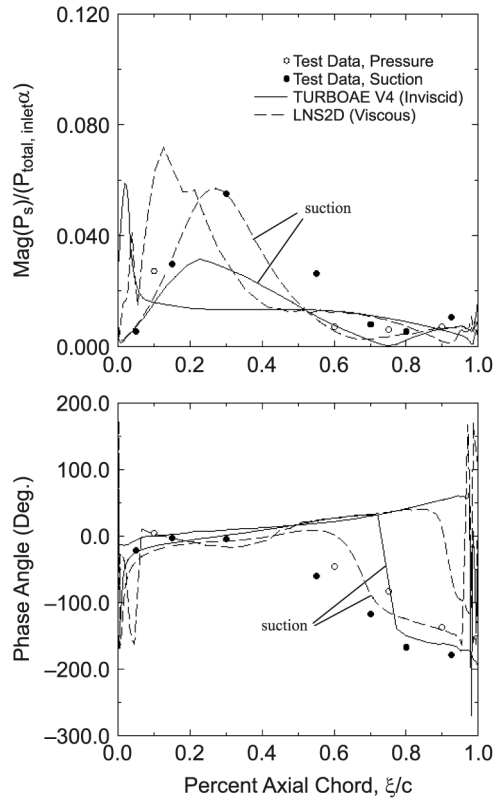 0.120
0.080
0.040
0.000
Mag(Pₛ)/(P_total, inlet α)
Test Data, Pressure
Test Data, Suction
TURBOAE V4 (Inviscid)
LNS2D (Viscous)
suction
0.0 0.2 0.4 0.6 0.8 1.0
200.0
100.0
0.0
−100.0
−200.0
−300.0
Phase Angle (Deg.)
suction
0.0 0.2 0.4 0.6 0.8 1.0
Percent Axial Chord, ξ/c